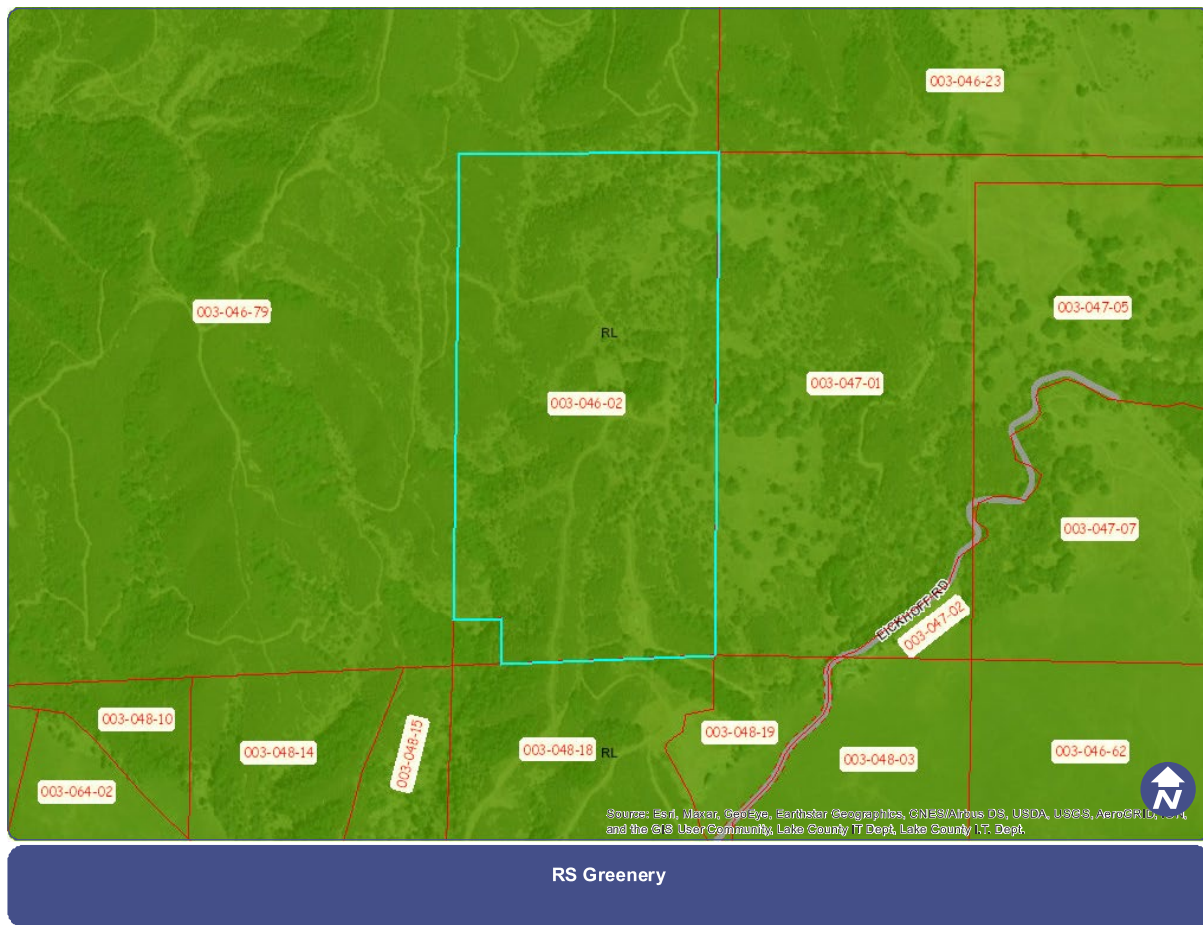 003-046-23
003-046-79
003-047-05
RL
003-047-01
003-046-02
003-047-07
EICKHOFF RD
003-047-02
003-048-10
003-048-14
003-048-15
003-048-18
RL
003-048-19
003-048-03
003-046-62
003-064-02
N
Source: Esri, Maxar, GeoEye, Earthstar Geographics, CNES/Airbus DS, USDA, USGS, AeroGRID,
and the GIS User Community, Lake County IT Dept, Lake County I.T. Dept.
RS Greenery